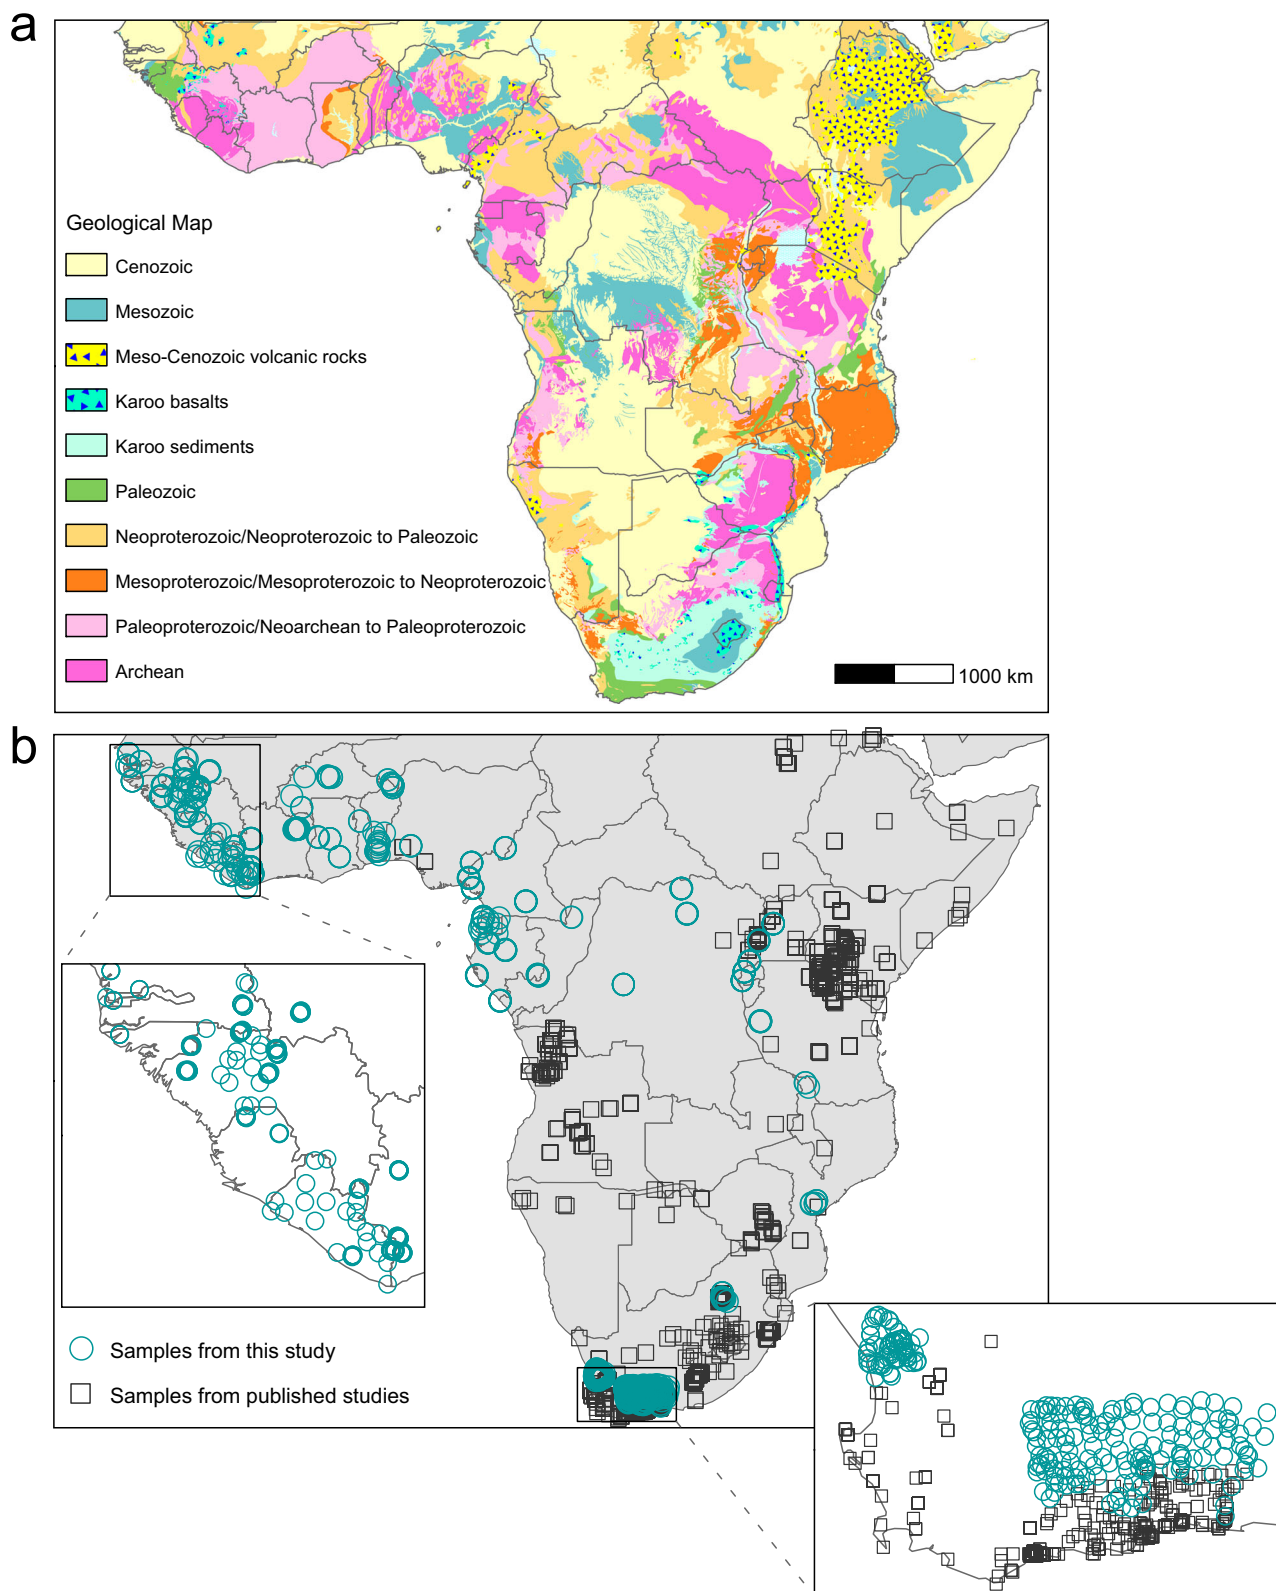 a
Geological Map
Cenozoic
Mesozoic
Meso-Cenozoic volcanic rocks
Karoo basalts
Karoo sediments
Paleozoic
Neoproterozoic/Neoproterozoic to Paleozoic
Mesoproterozoic/Mesoproterozoic to Neoproterozoic
Paleoproterozoic/Neoarchean to Paleoproterozoic
Archean
1000 km
b
Samples from this study
Samples from published studies